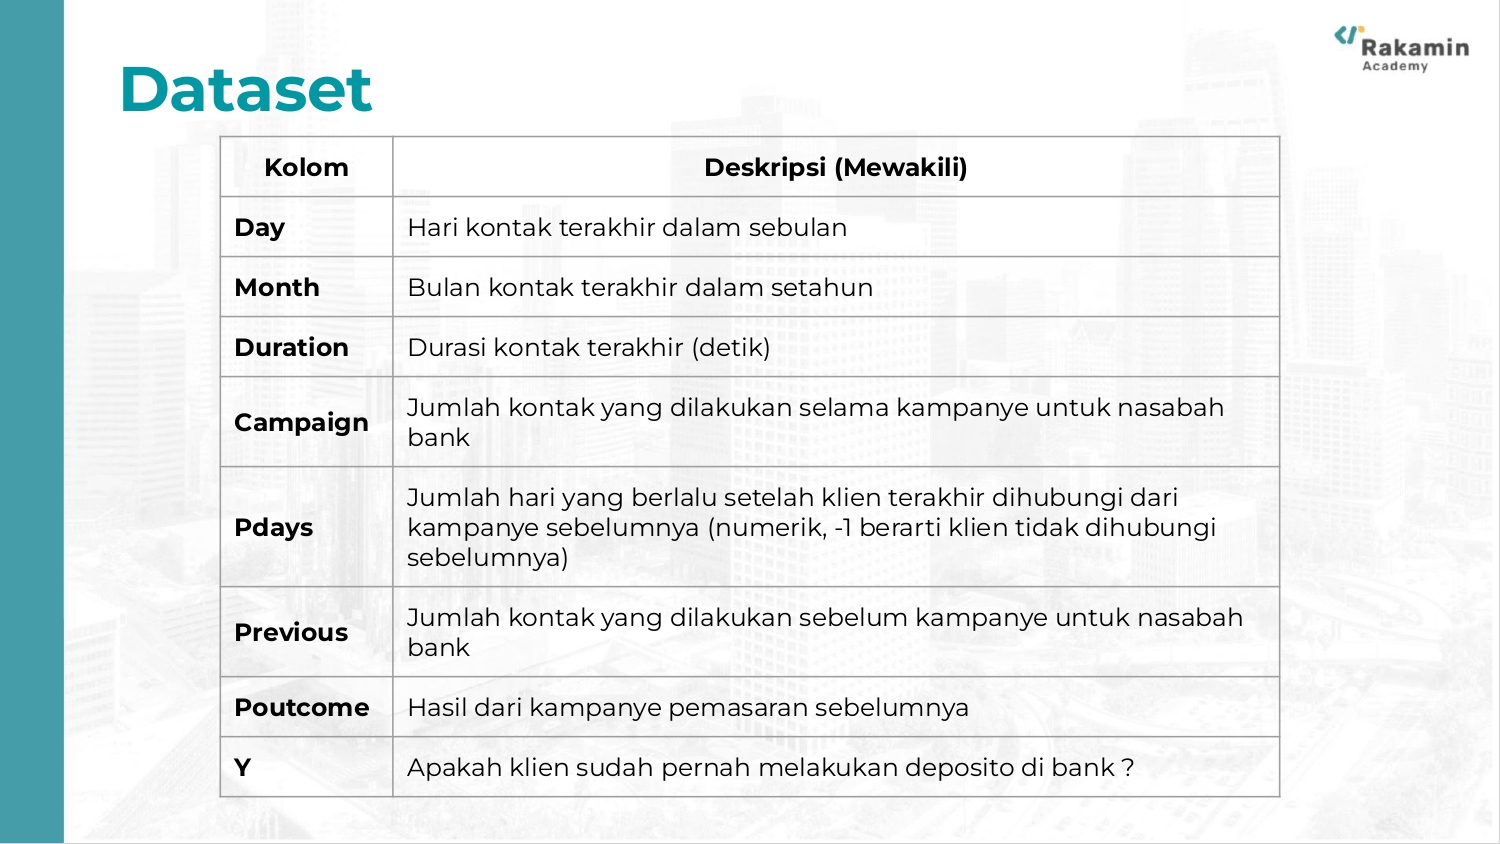 Rakamin
Academy
Dataset
Kolom
Deskripsi (Mewakili)
Day
Hari kontak terakhir dalam sebulan
Month
Bulan kontak terakhir dalam setahun
Duration
Durasi kontak terakhir (detik)
Campaign
Jumlah kontak yang dilakukan selama kampanye untuk nasabah
bank
Pdays
Jumlah hari yang berlalu setelah klien terakhir dihubungi dari
kampanye sebelumnya (numerik, -1 berarti klien tidak dihubungi
sebelumnya)
Previous
Jumlah kontak yang dilakukan sebelum kampanye untuk nasabah
bank
Poutcome
Hasil dari kampanye pemasaran sebelumnya
Y
Apakah klien sudah pernah melakukan deposito di bank ?